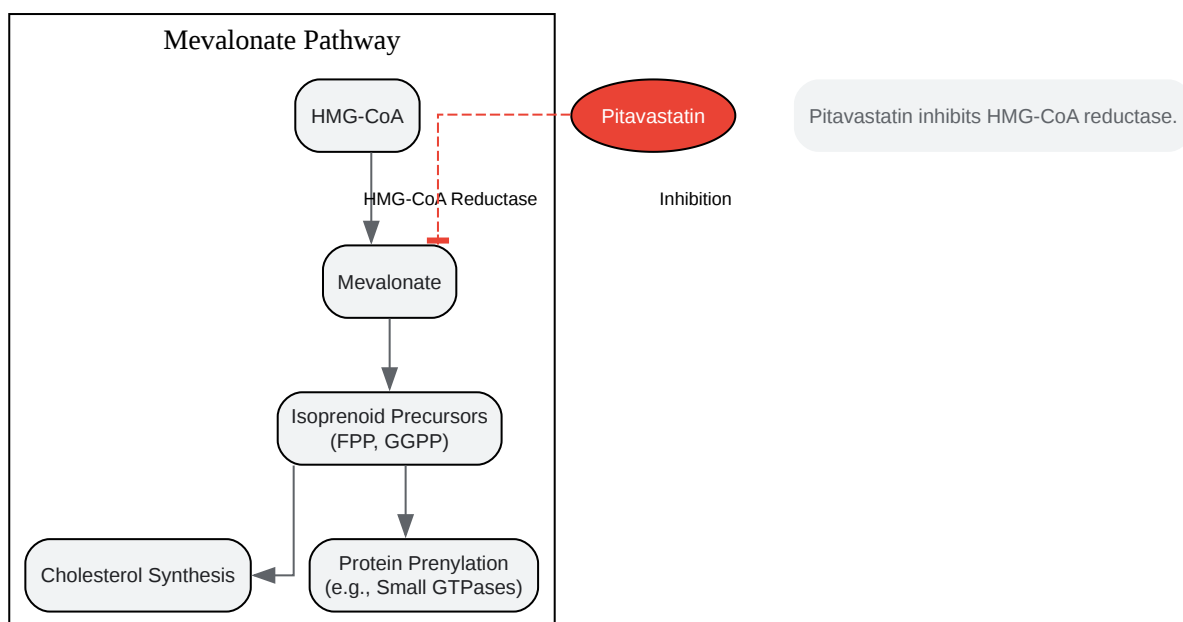 Mevalonate Pathway
HMG-CoA
Pitavastatin
Pitavastatin inhibits HMG-CoA reductase.
HMG-CoA Reductase
Inhibition
Mevalonate
Isoprenoid Precursors
(FPP, GGPP)
Cholesterol Synthesis
Protein Prenylation
(e.g., Small GTPases)